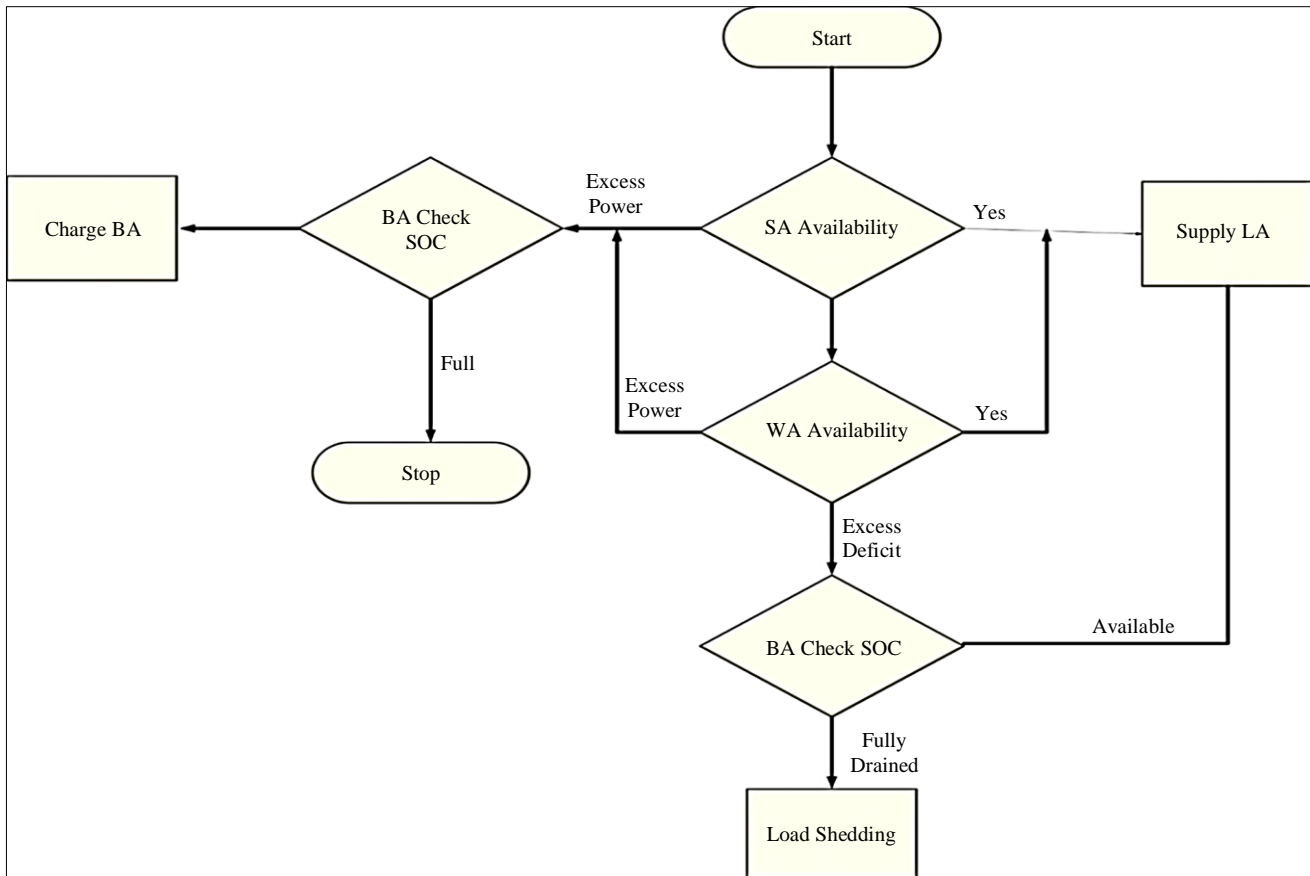 Start
Excess
Power
BA Check
SOC
Charge BA
SA Availability
Yes
Supply LA
Full
Excess
Power
WA Availability
Yes
Stop
Excess
Deficit
BA Check SOC
Available
Fully
Drained
Load Shedding